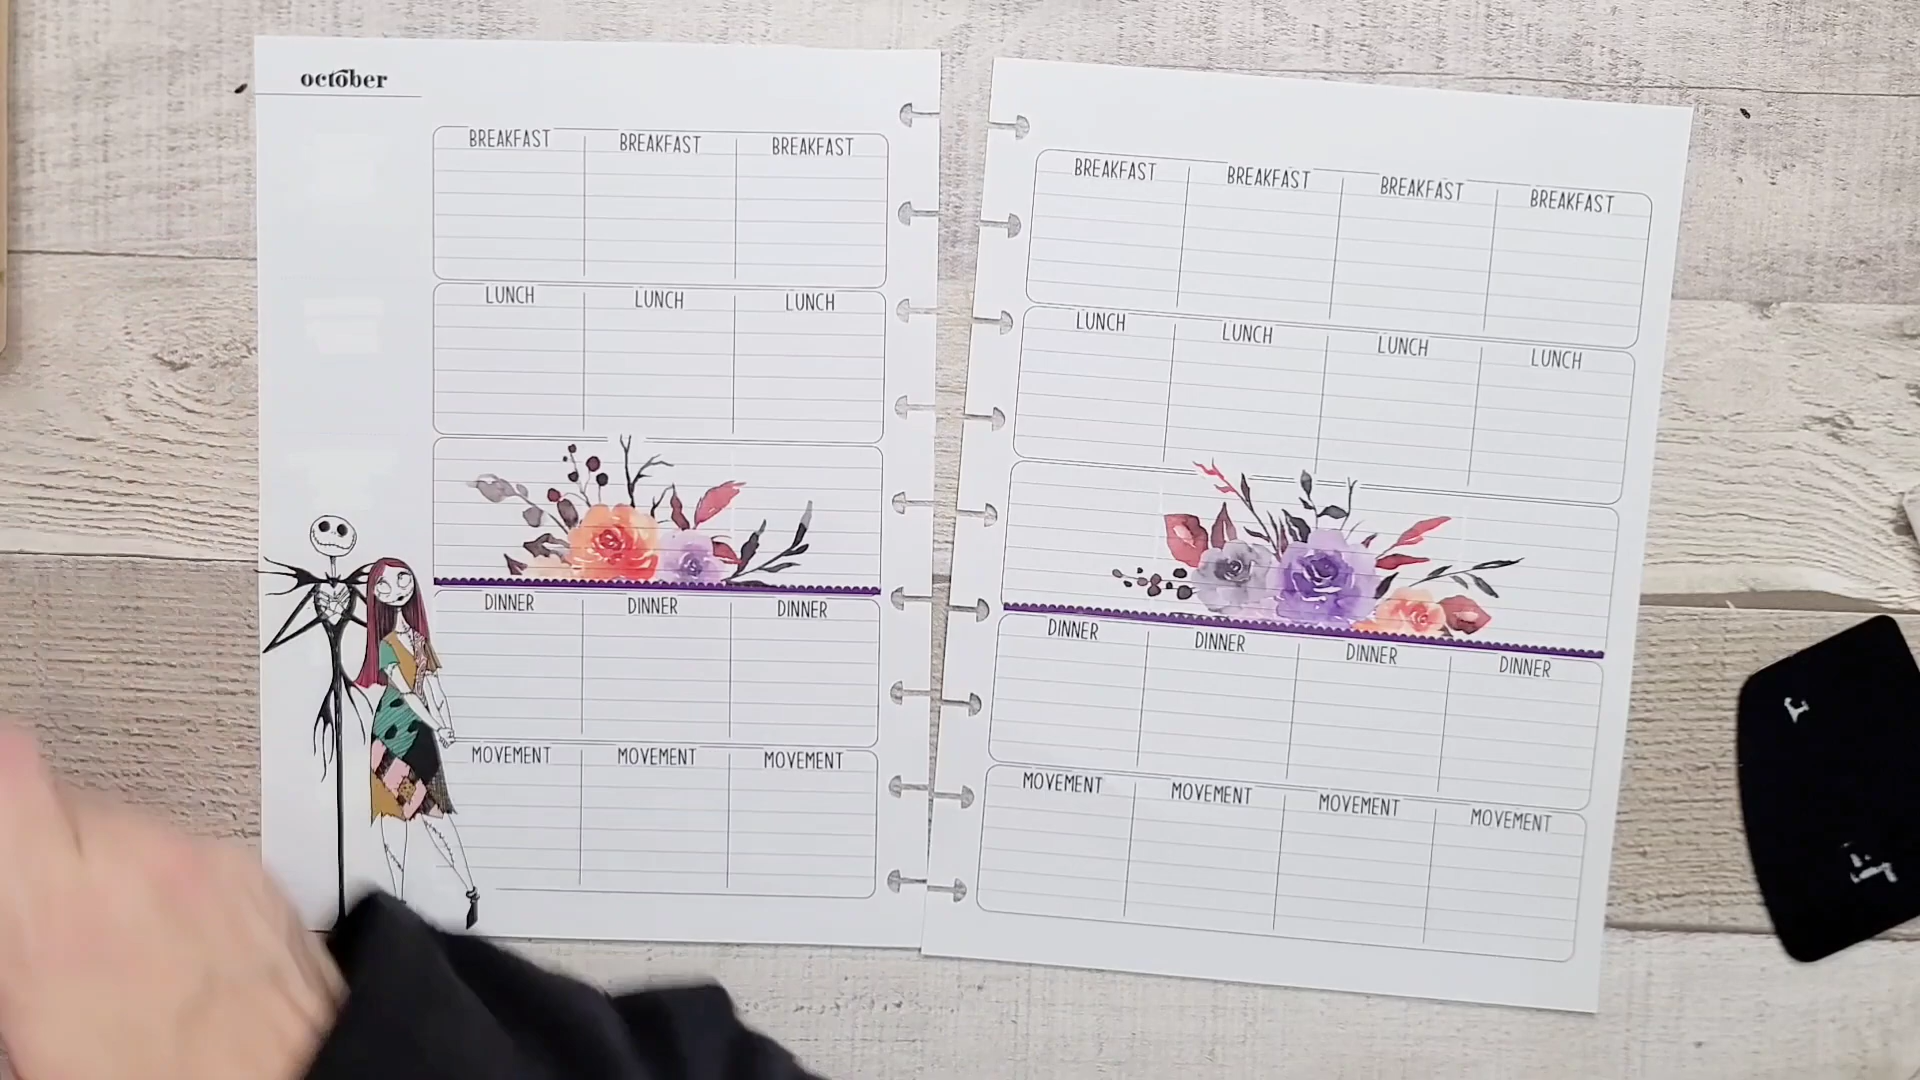 october
BREAKFAST BREAKFAST BREAKFAST
LUNCH LUNCH LUNCH
DINNER DINNER DINNER
MOVEMENT MOVEMENT MOVEMENT
BREAKFAST BREAKFAST BREAKFAST BREAKFAST
LUNCH LUNCH LUNCH LUNCH
DINNER DINNER DINNER DINNER
MOVEMENT MOVEMENT MOVEMENT MOVEMENT